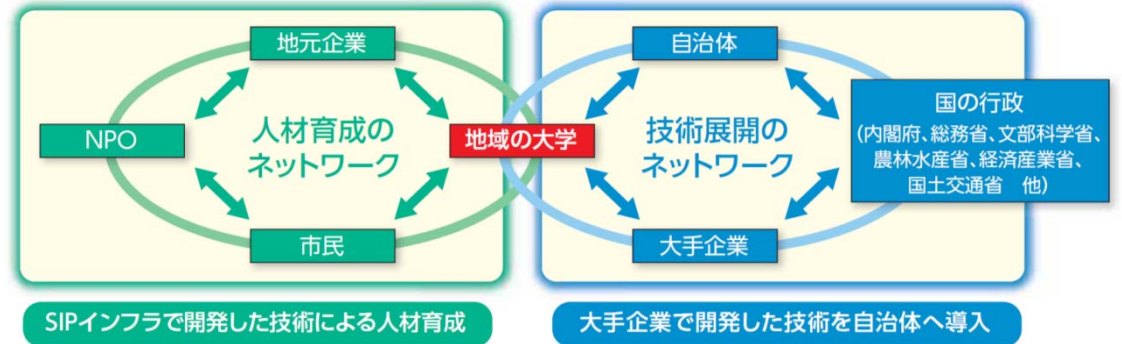 地元企業
NPO
人材育成の
ネットワーク
市民
地域の大学
自治体
技術展開の
ネットワーク
大手企業
国の行政
(内閣府、総務省、文部科学省、
農林水産省、経済産業省、
国土交通省　他)
SIPインフラで開発した技術による人材育成
大手企業で開発した技術を自治体へ導入